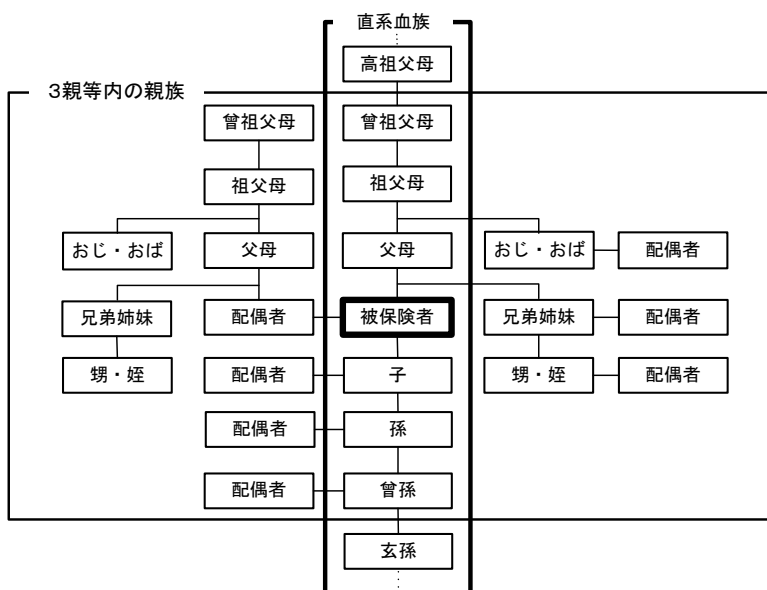 直系血族
高祖父母
3親等内の親族
曾祖父母 曾祖父母
祖父母 祖父母
おじ・おば 父母 父母 おじ・おば 配偶者
兄弟姉妹 配偶者 被保険者 兄弟姉妹 配偶者
甥・姪 配偶者 子 甥・姪 配偶者
配偶者 孫
配偶者 曾孫
玄孫